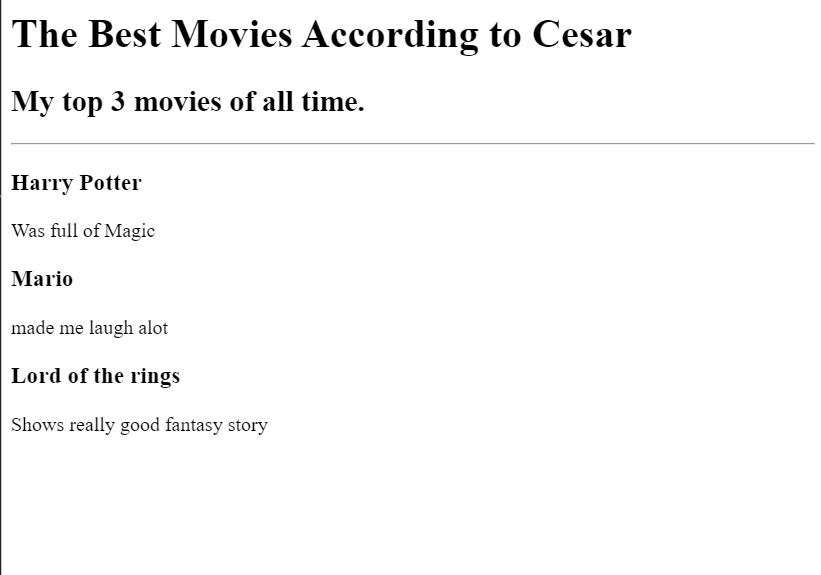 The Best Movies According to Cesar
My top 3 movies of all time.
Harry Potter
Was full of Magic
Mario
made me laugh alot
Lord of the rings
Shows really good fantasy story